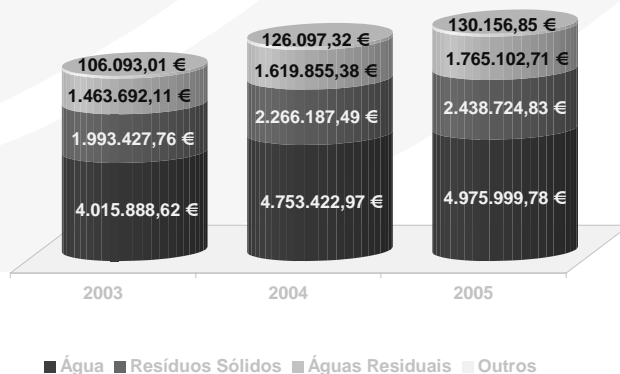 106.093,01 € 126.097,32 € 130.156,85 €
1.463.692,11 € 1.619.855,38 € 1.765.102,71 €
1.993.427,76 € 2.266.187,49 € 2.438.724,83 €
4.015.888,62 € 4.753.422,97 € 4.975.999,78 €
2003 2004 2005
Água Resíduos Sólidos Águas Residuais Outros